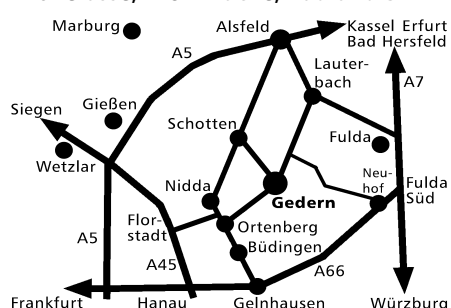 Marburg
Alsfeld
Kassel Erfurt
Bad Hersfeld
A5
Lauter-
bach
A7
Siegen
Gießen
Schotten
Fulda
Wetzlar
Neu-
hof
Nidda
Gedern
Fulda
Süd
Flor-
stadt
Ortenberg
A5
Büdingen
A45
A66
Frankfurt
Hanau
Gelnhausen
Würzburg